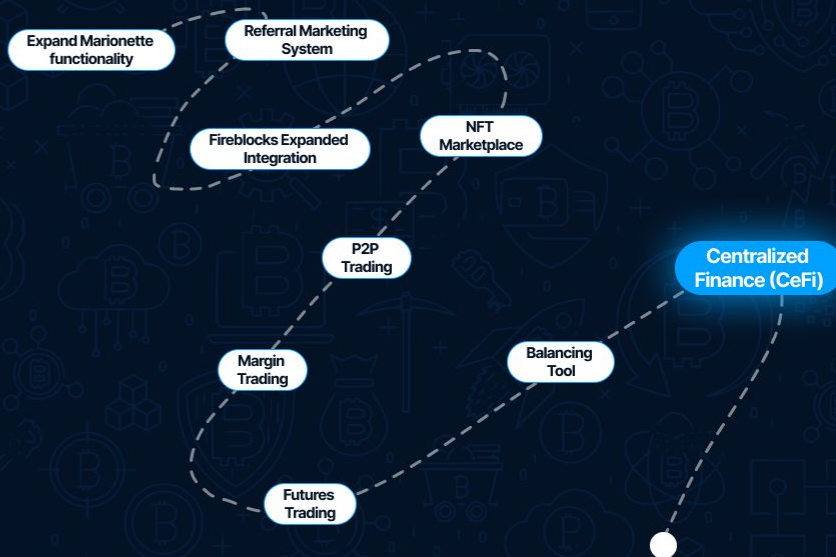 Expand Marionette
functionality
Referral Marketing
System
Fireblocks Expanded
Integration
NFT
Marketplace
P2P
Trading
Centralized
Finance (CeFi)
Margin
Trading
Balancing
Tool
Futures
Trading